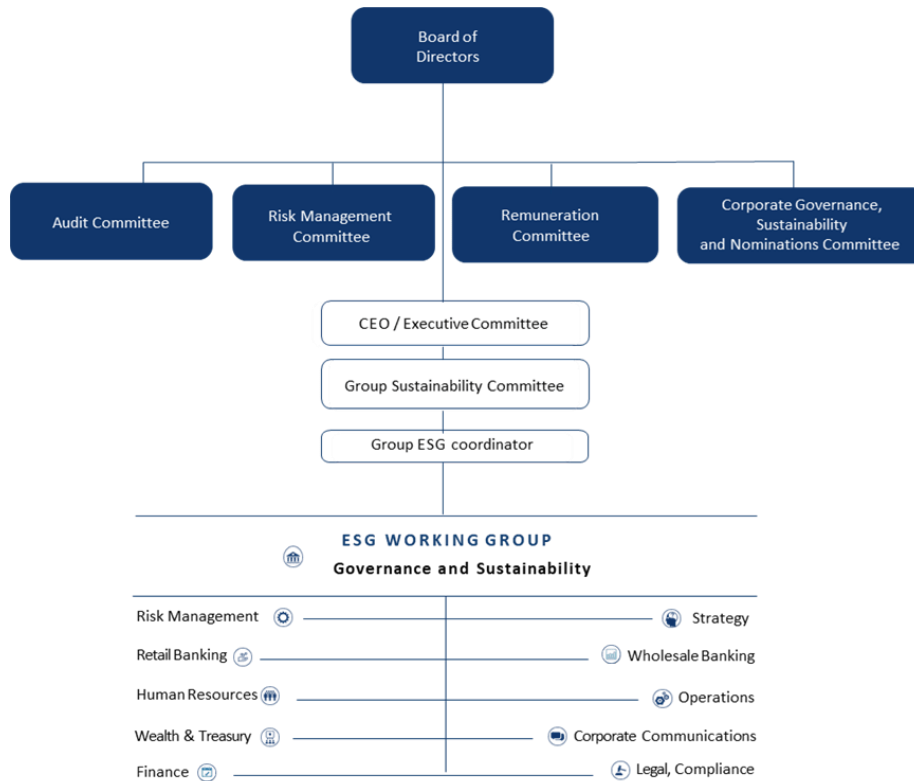 Board of
Directors
Audit Committee
Risk Management
Committee
Remuneration
Committee
Corporate Governance,
Sustainability
and Nominations Committee
CEO / Executive Committee
Group Sustainability Committee
Group ESG coordinator
ESG WORKING GROUP
Governance and Sustainability
Risk Management
Strategy
Retail Banking
Wholesale Banking
Human Resources
Operations
Wealth & Treasury
Corporate Communications
Finance
Legal, Compliance